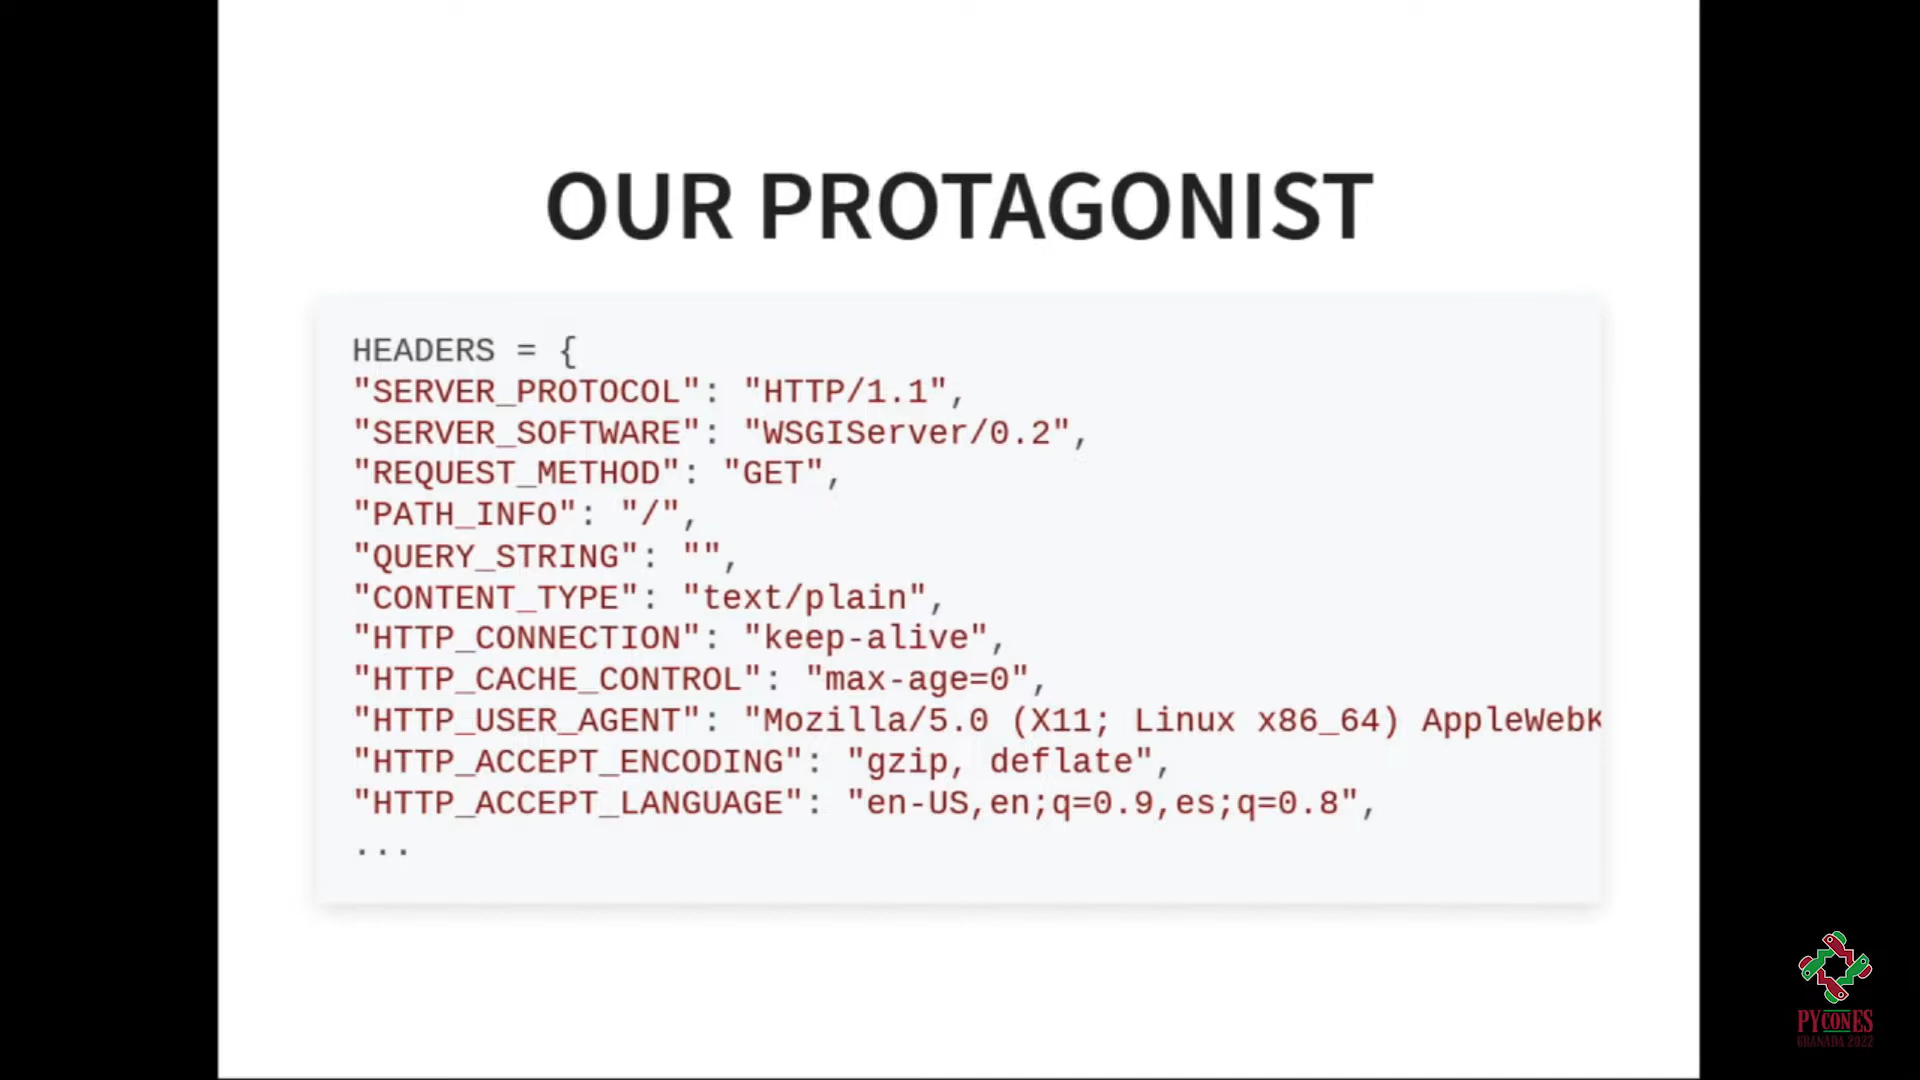 OUR PROTAGONIST
HEADERS = {
"SERVER_PROTOCOL": "HTTP/1.1",
"SERVER_SOFTWARE": "WSGIServer/0.2",
"REQUEST_METHOD": "GET",
"PATH_INFO": "/",
"QUERY_STRING": "",
"CONTENT_TYPE": "text/plain",
"HTTP_CONNECTION": "keep-alive",
"HTTP_CACHE_CONTROL": "max-age=0",
"HTTP_USER_AGENT": "Mozilla/5.0 (X11; Linux x86_64) AppleWebK
"HTTP_ACCEPT_ENCODING": "gzip, deflate",
"HTTP_ACCEPT_LANGUAGE": "en-US,en;q=0.9,es;q=0.8",
...
PYCONES
GRANADA 2022